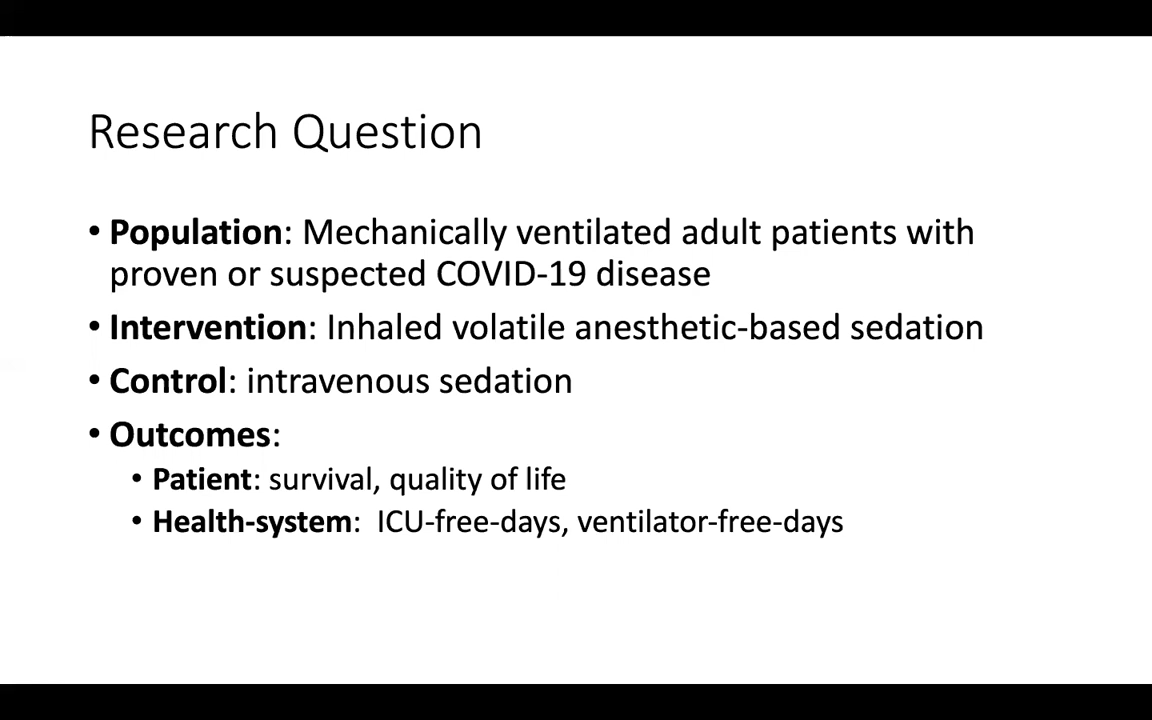 Research Question
• Population: Mechanically ventilated adult patients with
proven or suspected COVID-19 disease
• Intervention: Inhaled volatile anesthetic-based sedation
• Control: intravenous sedation
• Outcomes:
• Patient: survival, quality of life
• Health-system:  ICU-free-days, ventilator-free-days